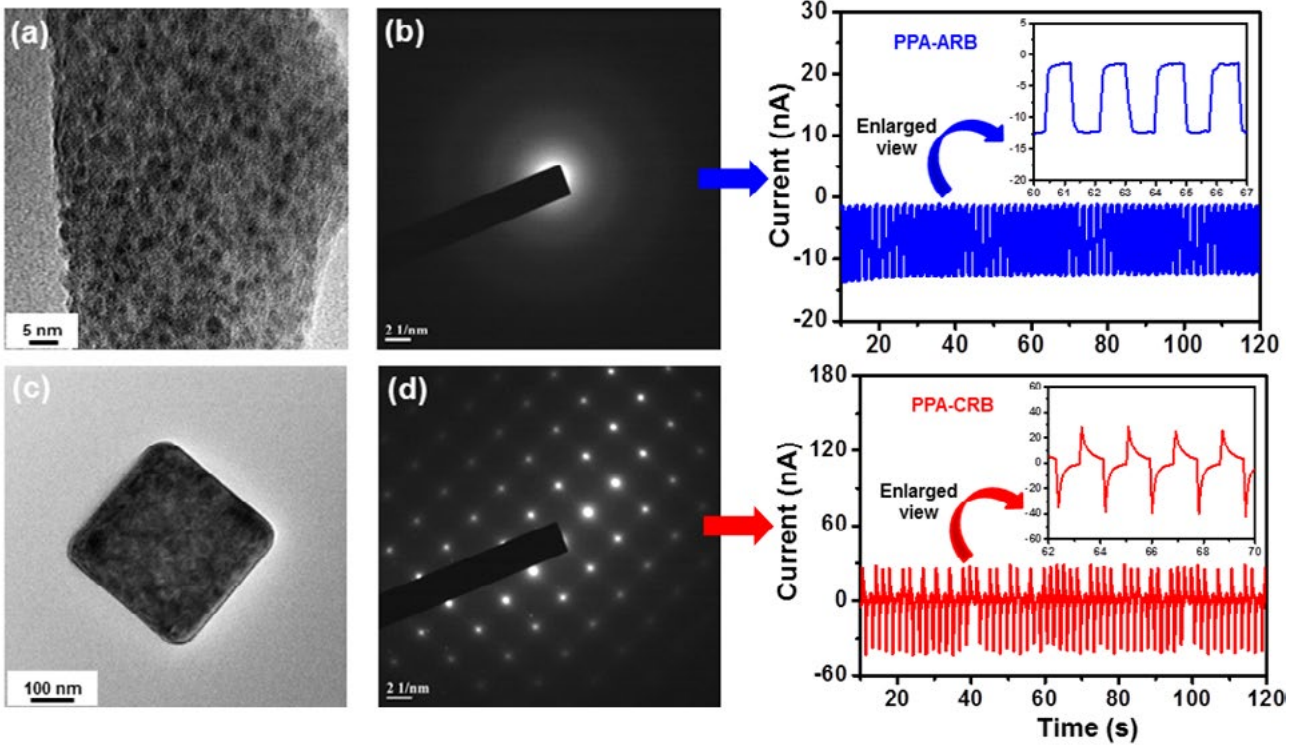 (a)
5 nm
(b)
2 1/nm
30
20
10
0
-10
-20
Current (nA)
PPA-ARB
Enlarged
view
5
0
-5
-10
-15
-20
60 61 62 63 64 65 66 67
20 40 60 80 100 120
(c)
100 nm
(d)
2 1/nm
180
120
60
0
-60
Current (nA)
PPA-CRB
Enlarged
view
60
40
20
0
-20
-40
-60
62 64 66 68 70
20 40 60 80 100 120
Time (s)